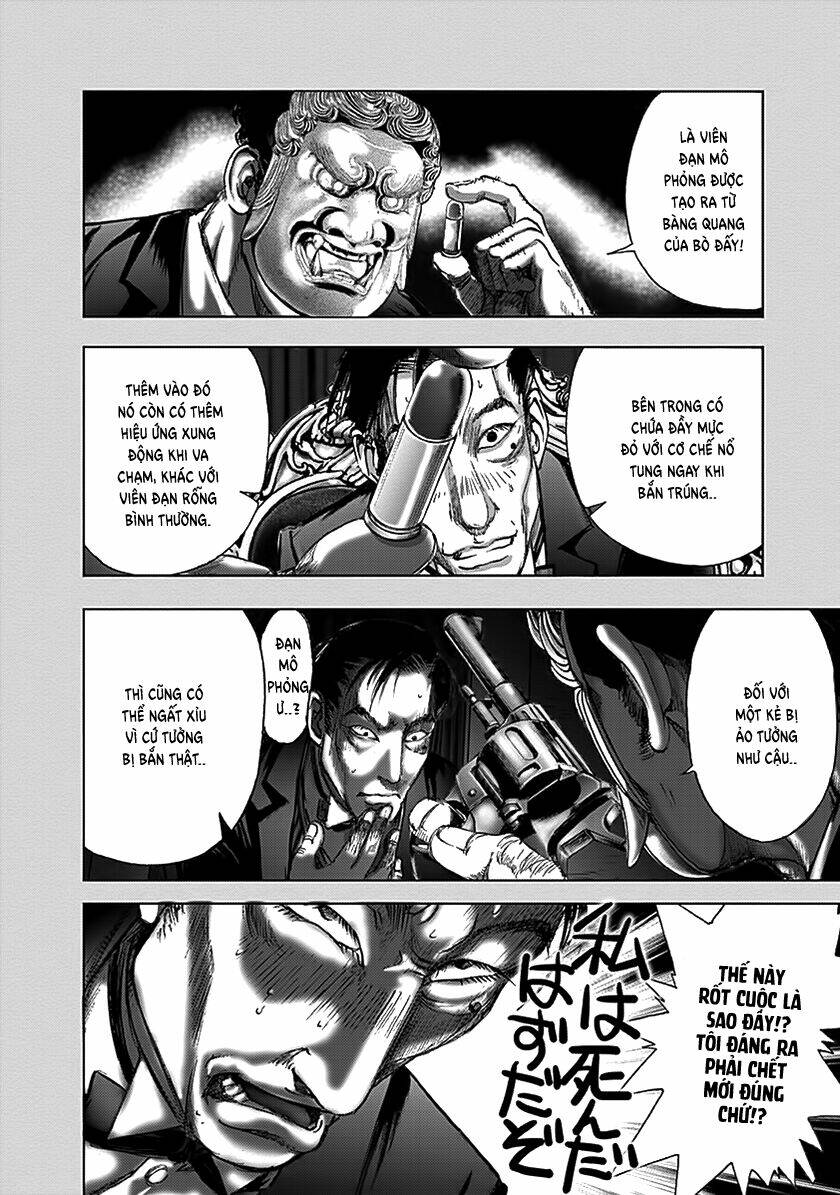 LÀ VIÊN
ĐẠN MÔ
PHỎNG ĐƯỢC
TẠO RA TỪ
BÀNG QUANG
CỦA BÒ ĐẤY!
BÊN TRONG CÓ
CHỨA ĐẦY MỰC
ĐỎ VỚI CƠ CHẾ NỔ
TUNG NGAY KHI
BẮN TRÚNG..
THÊM VÀO ĐÓ
NÓ CÒN CÓ THÊM
HIỆU ỨNG XUNG
ĐỘNG KHI VA
CHẠM, KHÁC VỚI
VIÊN ĐẠN RỖNG
BÌNH THƯỜNG.
ĐỐI VỚI
MỘT KẺ BỊ
ẢO TƯỞNG
NHƯ CẬU..
ĐẠN
MÔ
PHỎNG
Ư..?
THÌ CŨNG CÓ
THỂ NGẤT XỈU
VÌ CỨ TƯỞNG
BỊ BẮN THẬT..
THẾ NÀY
RỐT CUỘC LÀ
SAO ĐÂY!?
TÔI ĐÁNG RA
PHẢI CHẾT
MỚI ĐÚNG
CHỨ!?
私は死んだ
はずだぞ